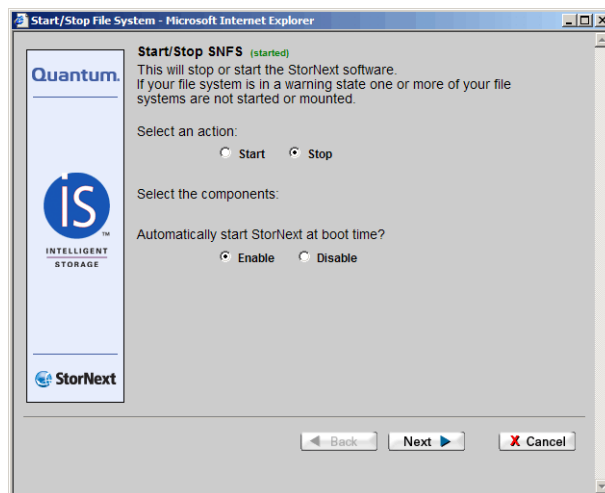 Start/Stop File System - Microsoft Internet Explorer
Quantum.
iS
TM
INTELLIGENT
STORAGE
StorNext
Start/Stop SNFS (started)
This will stop or start the StorNext software.
If your file system is in a warning state one or more of your file
systems are not started or mounted.
Select an action:
Start Stop
Select the components:
Automatically start StorNext at boot time?
Enable Disable
Back Next X Cancel